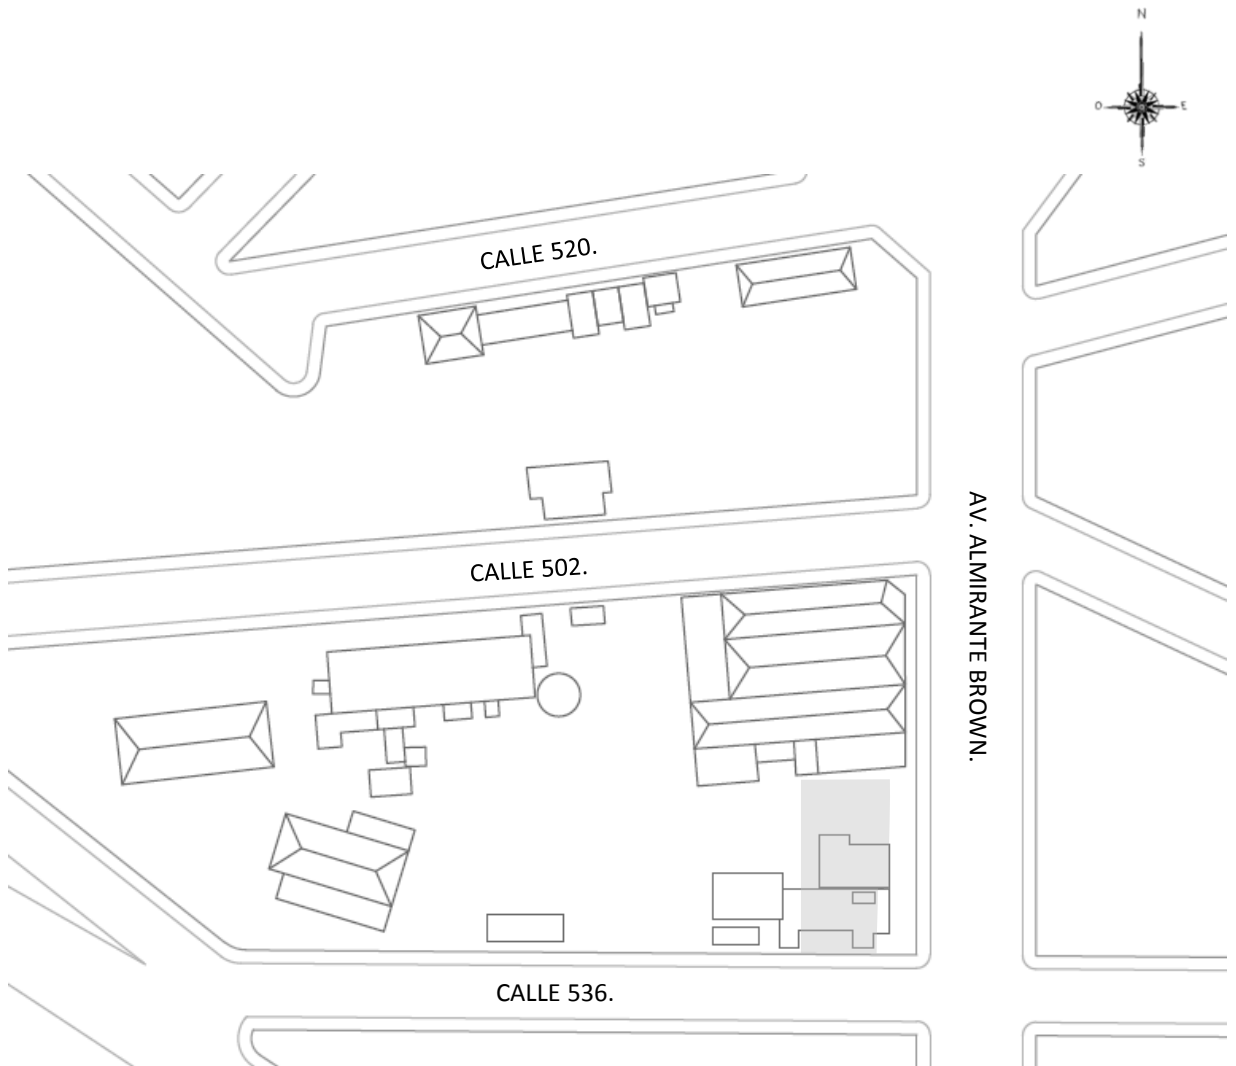 N
O E
S
CALLE 520.
AV. ALMIRANTE BROWN.
CALLE 502.
CALLE 536.